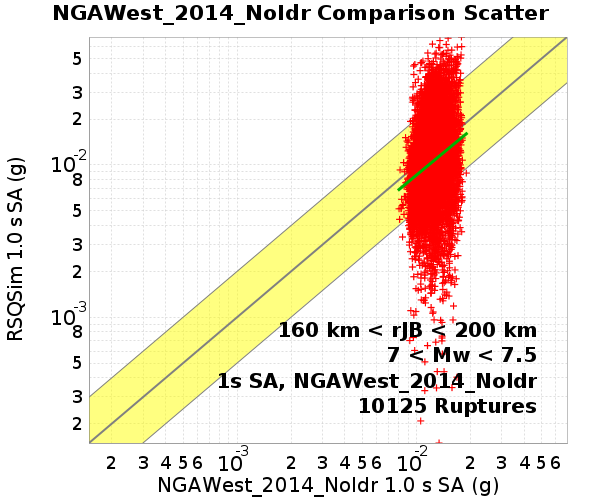 NGAWest_2014_NoIdr Comparison Scatter
RSQSim 1.0 s SA (g)
5
3
2
10-2
8
5
3
2
10-3
8
5
3
2
160 km < rJB < 200 km
7 < Mw < 7.5
1s SA, NGAWest_2014_NoIdr
10125 Ruptures
2 3 4 5 6 10-3 2 3 4 5 6 10-2 2 3 4 5 6
NGAWest_2014_NoIdr 1.0 s SA (g)